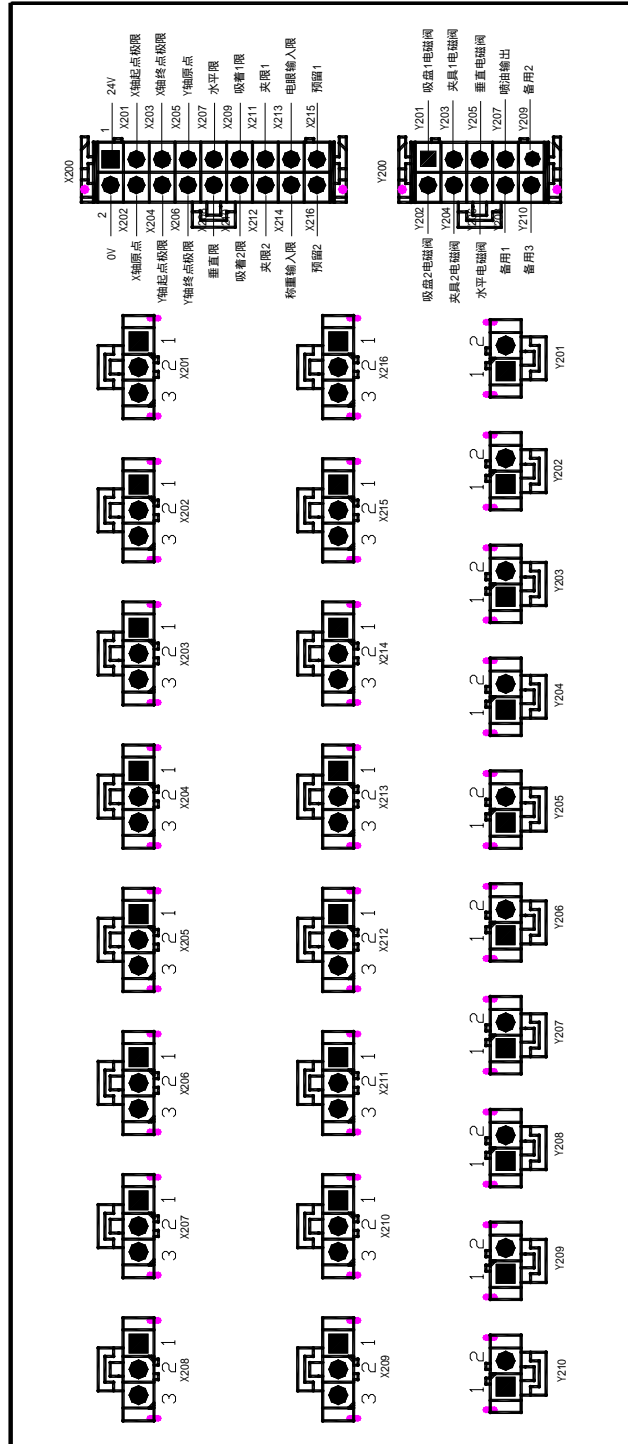 X200
1
24V
X201
X轴起点极限
X203
X轴终点极限
X205
Y轴原点
X207
水平限
X209
吸着1限
X211
夹限1
X213
电眼输入限
X215
预留1
2
0V
X202
X轴原点
X204
Y轴起点极限
X206
Y轴终点极限
垂直限
吸着2限
X212
夹限2
X214
称重输入限
X216
预留2
Y200
Y201
吸盘1电磁阀
Y203
夹具1电磁阀
Y205
垂直电磁阀
Y207
喷油输出
Y209
备用2
Y202
吸盘2电磁阀
Y204
夹具2电磁阀
水平电磁阀
备用1
Y210
备用3
1
2
3
X201
1
2
3
X216
2
1
Y201
1
2
3
X202
1
2
3
X215
2
1
Y202
1
2
3
X203
1
2
3
X214
2
1
Y203
1
2
3
X204
1
2
3
X213
2
1
Y204
1
2
3
X205
1
2
3
X212
2
1
Y205
1
2
3
X206
1
2
3
X211
2
1
Y206
1
2
3
X207
1
2
3
X210
2
1
Y207
1
2
3
X208
1
2
3
X209
2
1
Y208
2
1
Y209
2
1
Y210